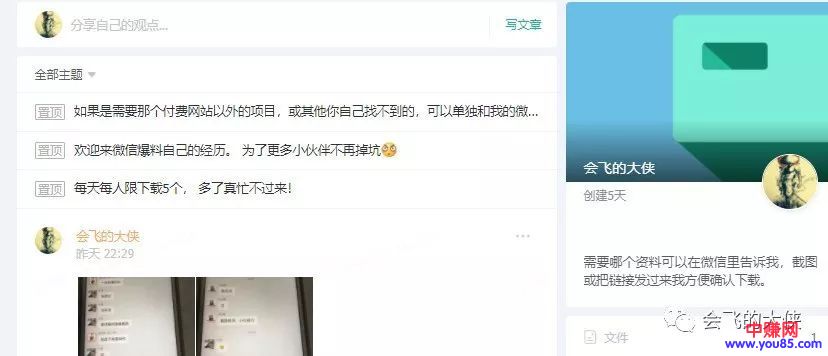 分享自己的观点...
写文章
全部主题
置顶 如果是需要那个付费网站以外的项目，或其他你自己找不到的，可以单独和我的微...
置顶 欢迎来微信爆料自己的经历。 为了更多小伙伴不再掉坑
置顶 每天每人限下载5个， 多了真忙不过来！
会飞的大侠
昨天 22:29
会飞的大侠
创建5天
需要哪个资料可以在微信里告诉我，截图
或把链接发过来我方便确认下载。
会飞的大侠
文件
1
中赚网
www.you85.com